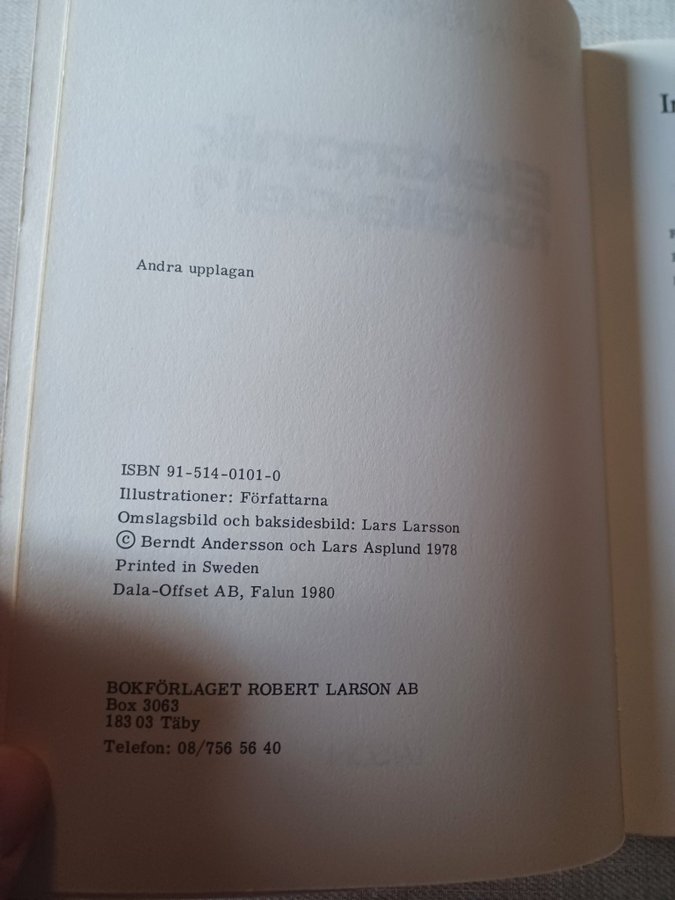 Andra upplagan
ISBN 91-514-0101-0
Illustrationer: Författarna
Omslagsbild och baksidesbild: Lars Larsson
© Berndt Andersson och Lars Asplund 1978
Printed in Sweden
Dala-Offset AB, Falun 1980
BOKFÖRLAGET ROBERT LARSON AB
Box 3063
183 03 Täby
Telefon: 08/756 56 40